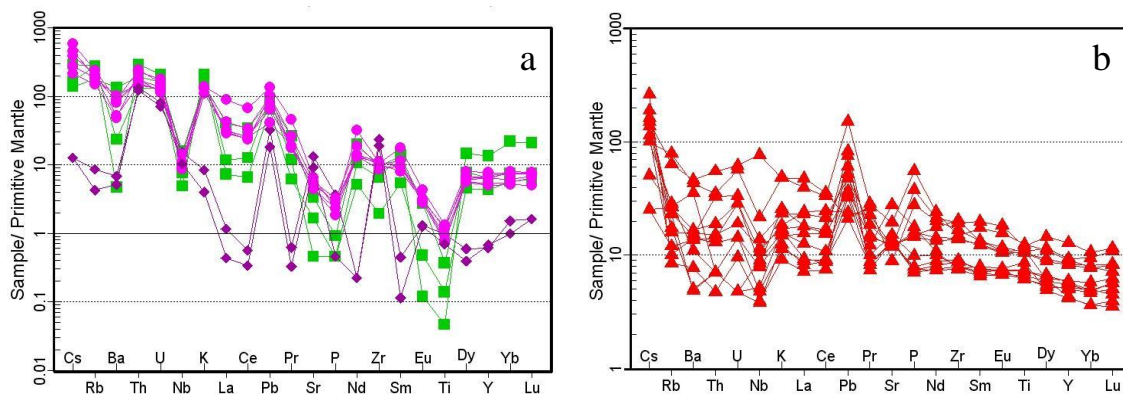 a
Sample/ Primitive Mantle
1000
100
10
1
0.1
0.01
Cs Ba Th U K La Ce Pb Pr Sr P Nd Zr Sm Eu Ti Dy Y Yb Lu
Rb Nb
b
Sample/ Primitive Mantle
1000
100
10
1
Cs Ba U K Ce Pr P Zr Eu Dy Yb
Rb Th Nb La Pb Sr Nd Sm Ti Y Lu